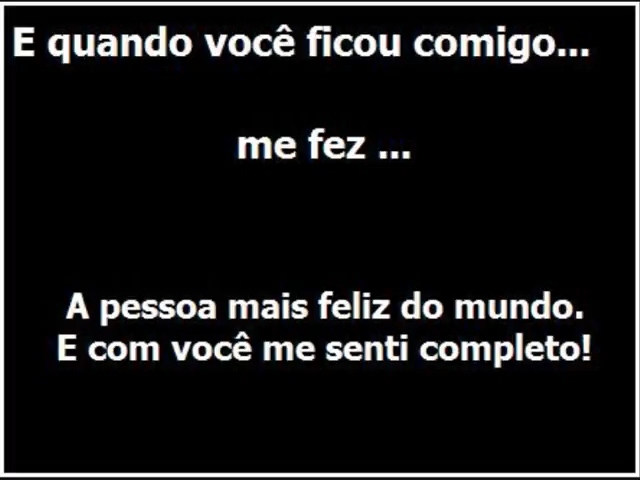 E quando você ficou comigo...
me fez ...
A pessoa mais feliz do mundo.
E com você me senti completo!